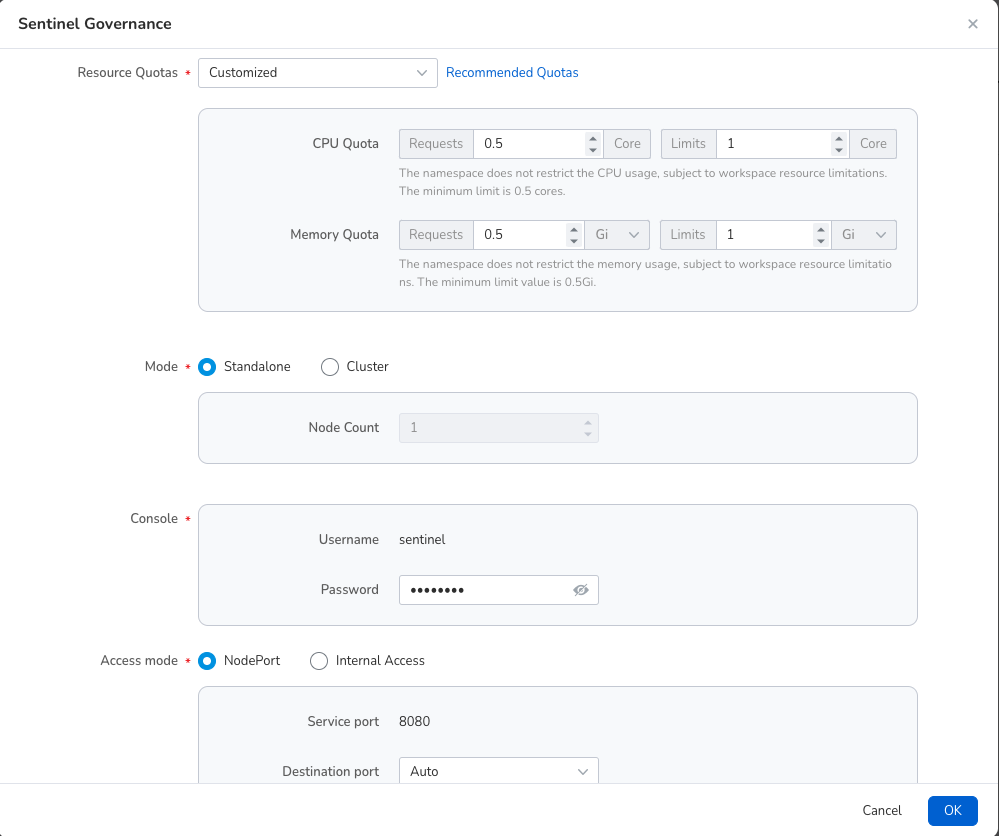 Sentinel Governance
Resource Quotas * Customized Recommended Quotas
CPU Quota Requests 0.5 Core Limits 1 Core
The namespace does not restrict the CPU usage, subject to workspace resource limitations.
The minimum limit is 0.5 cores.
Memory Quota Requests 0.5 Gi Limits 1 Gi
The namespace does not restrict the memory usage, subject to workspace resource limitatio
ns. The minimum limit value is 0.5Gi.
Mode * Standalone Cluster
Node Count 1
Console *
Username sentinel
Password ••••••••
Access mode * NodePort Internal Access
Service port 8080
Destination port Auto
Cancel OK